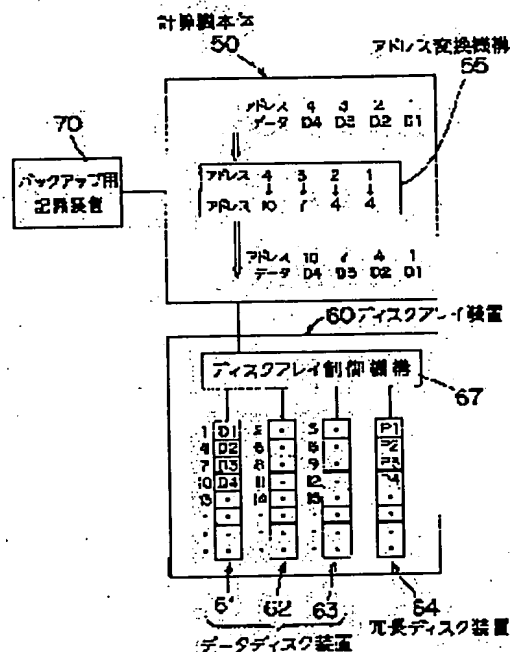 計算機本体
50
アドレス変換機構
55
アドレス 4 3 2
データ D4 D3 D2 D1
70
バックアップ用
記録装置
アドレス 4 3 2 1
アドレス 10 7 4
アドレス 10 7 4 1
データ D4 D3 D2 D1
60 ディスクアレイ装置
ディスクアレイ制御機構
67
1 D1 2 3 P1
4 D2 P2
7 D3 8 9 P3
10 D4 11 12 P4
13 14 15
62 63 64
データディスク装置
冗長ディスク装置